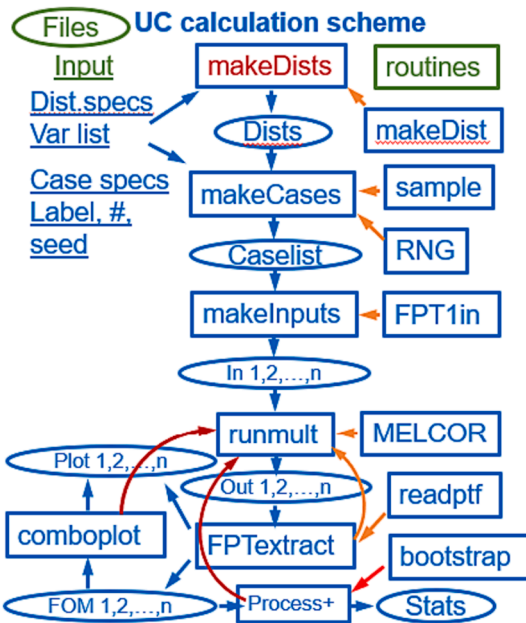 Files
UC calculation scheme
Input
makeDists
routines
Dist.specs
Var list
Dists
makeDist
Case specs
Label, #,
seed
makeCases
sample
Caselist
RNG
makeInputs
FPT1in
In 1,2,...,n
runmult
MELCOR
Plot 1,2,...,n
Out 1,2,...,n
readptf
comboplot
FPTextract
bootstrap
FOM 1,2,...,n
Process+
Stats